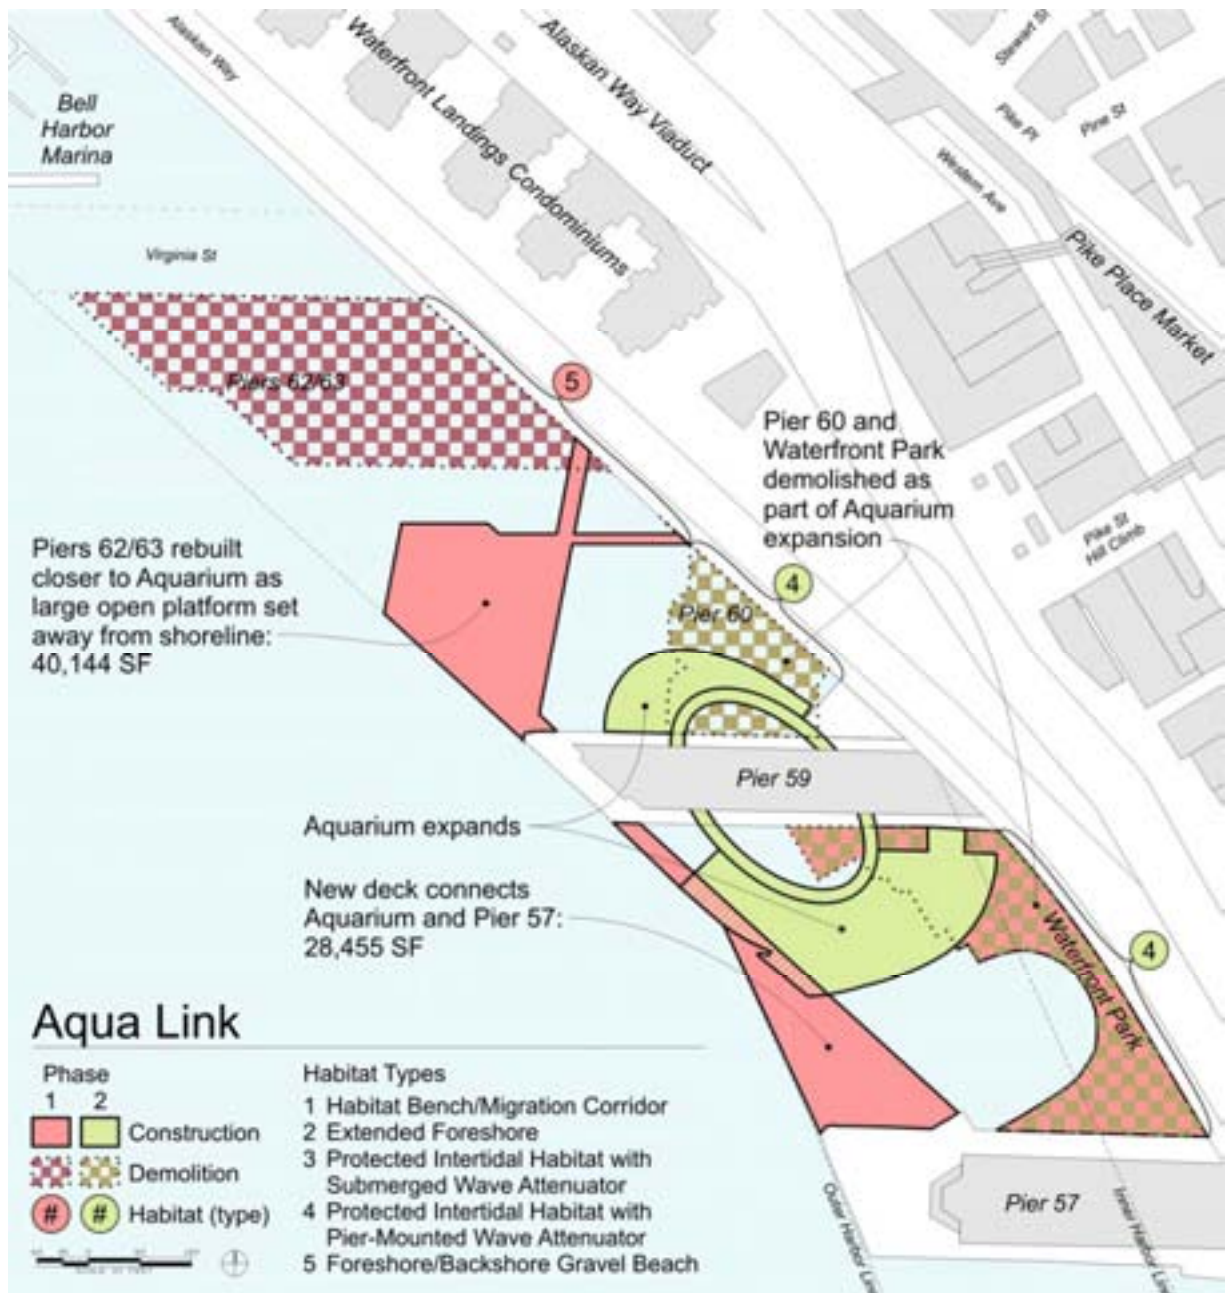 Alaskan Way
Waterfront Landings Condominiums
Alaskan Way Viaduct
Stewart St
Pike Pl
Pine St
Western Ave
Bell
Harbor
Marina
Virginia St
Pike Place Market
Piers 62/63
5
Pier 60 and
Waterfront Park
demolished as
part of Aquarium
expansion
Pike St
Hill Climb
Piers 62/63 rebuilt
closer to Aquarium as
large open platform set
away from shoreline:
40,144 SF
4
Pier 60
Pier 59
Aquarium expands
New deck connects
Aquarium and Pier 57:
28,455 SF
Waterfront Park
4
Aqua Link
Phase
1 2
Construction
Demolition
# # Habitat (type)
Habitat Types
1 Habitat Bench/Migration Corridor
2 Extended Foreshore
3 Protected Intertidal Habitat with
Submerged Wave Attenuator
4 Protected Intertidal Habitat with
Pier-Mounted Wave Attenuator
5 Foreshore/Backshore Gravel Beach
Pier 57
Outer Harbor Line
Inner Harbor Line